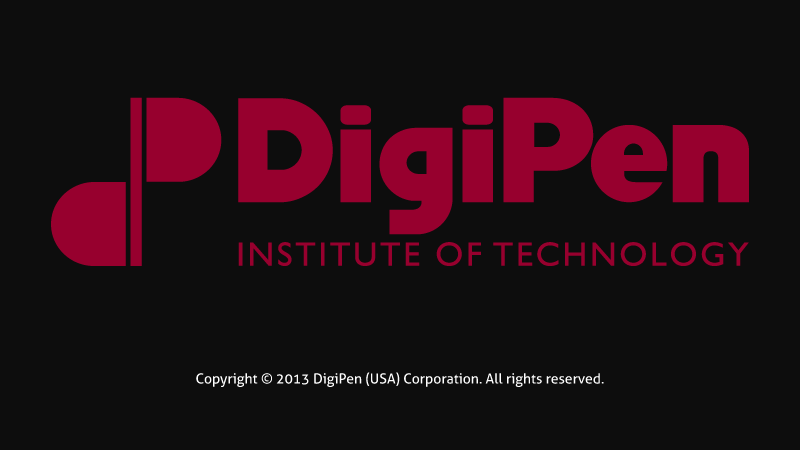 DigiPen
INSTITUTE OF TECHNOLOGY
Copyright © 2013 DigiPen (USA) Corporation. All rights reserved.